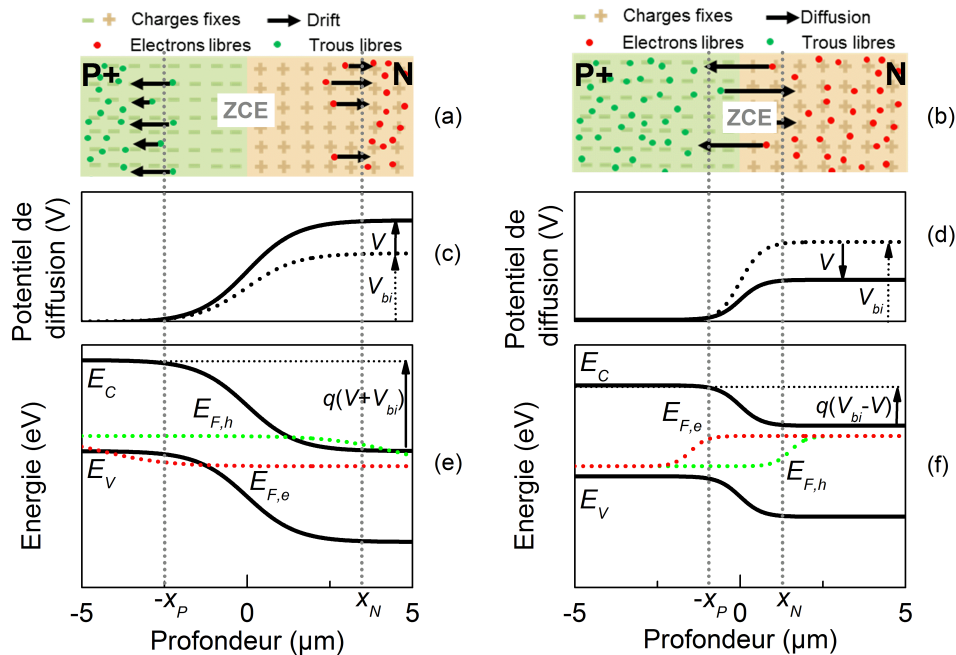 Charges fixes
Drift
Electrons libres
Trous libres
P+
N
ZCE
(a)
Potentiel de
diffusion (V)
V
V_bi
(c)
Energie (eV)
E_C
E_F,h
q(V+V_bi)
E_V
E_F,e
(e)
-x_P
x_N
-5
0
5
Profondeur (µm)
Charges fixes
Diffusion
Electrons libres
Trous libres
P+
N
ZCE
(b)
Potentiel de
diffusion (V)
V
V_bi
(d)
Energie (eV)
E_C
E_F,e
q(V_bi-V)
E_V
E_F,h
(f)
-x_P
x_N
-5
0
5
Profondeur (µm)